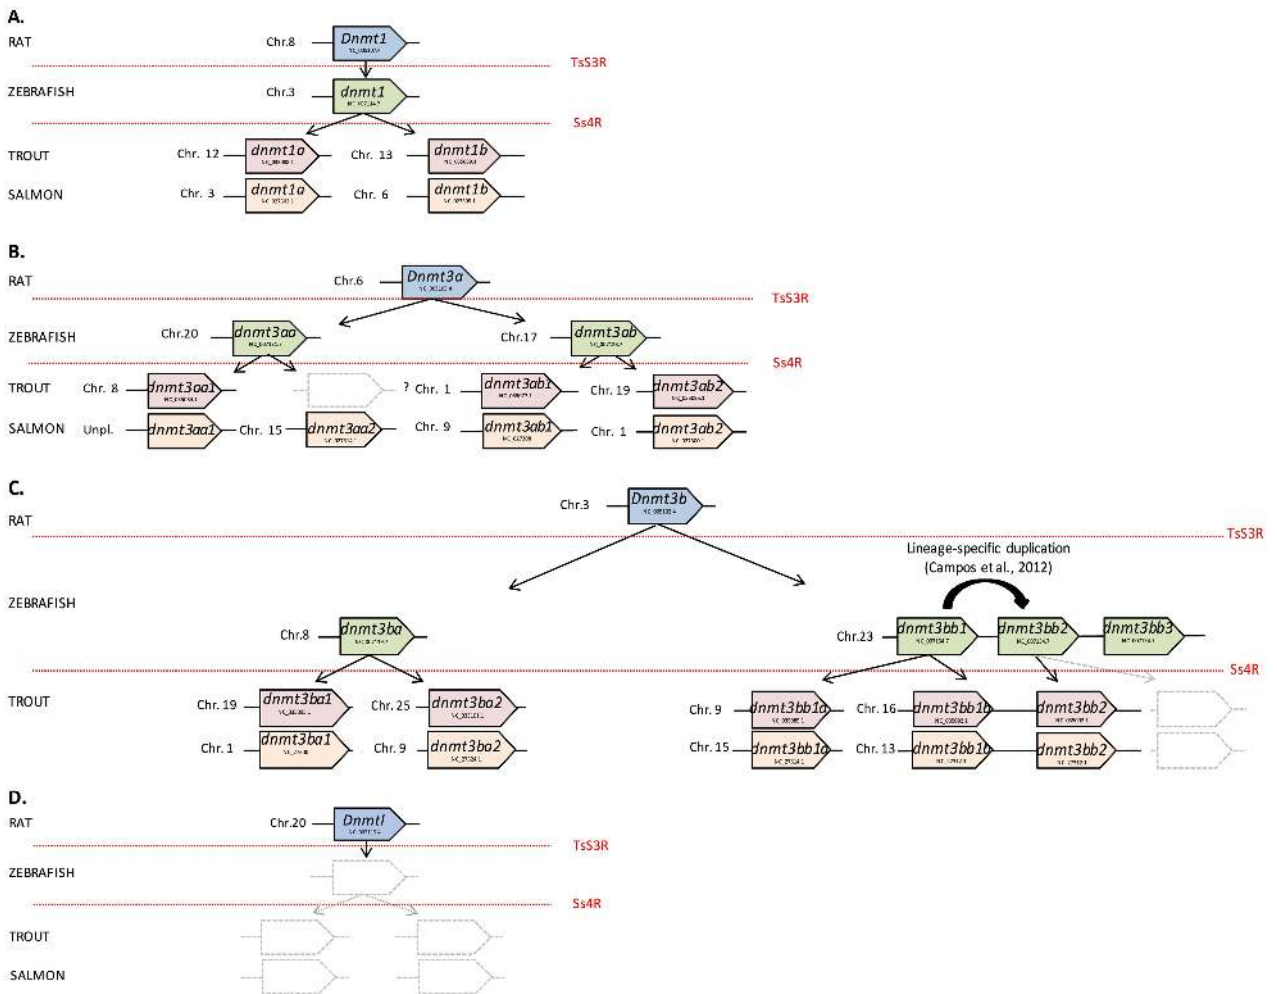 A.
RAT
Chr.8
Dnmt1
TsS3R
ZEBRAFISH
Chr.3
dnmt1
Ss4R
TROUT
Chr. 12
dnmt1a
Chr. 13
dnmt1b
SALMON
Chr. 3
dnmt1a
Chr. 6
dnmt1b
B.
RAT
Chr.6
Dnmt3a
TsS3R
ZEBRAFISH
Chr.20
dnmt3aa
Chr.17
dnmt3ab
Ss4R
TROUT
Chr. 8
dnmt3aa1
?
Chr. 1
dnmt3ab1
Chr. 19
dnmt3ab2
SALMON
Unpl.
dnmt3aa1
Chr. 15
dnmt3aa2
Chr. 9
dnmt3ab1
Chr. 1
dnmt3ab2
C.
RAT
Chr.3
Dnmt3b
TsS3R
Lineage-specific duplication
(Campos et al., 2012)
ZEBRAFISH
Chr.8
dnmt3ba
Chr.23
dnmt3bb1
dnmt3bb2
dnmt3bb3
Ss4R
TROUT
Chr. 19
dnmt3ba1
Chr. 25
dnmt3ba2
Chr. 9
dnmt3bb1a
Chr. 16
dnmt3bb1b
dnmt3bb2
Chr. 1
dnmt3ba1
Chr. 9
dnmt3ba2
Chr. 15
dnmt3bb1a
Chr. 13
dnmt3bb1b
dnmt3bb2
D.
RAT
Chr.20
Dnmtl
TsS3R
ZEBRAFISH
Ss4R
TROUT
SALMON